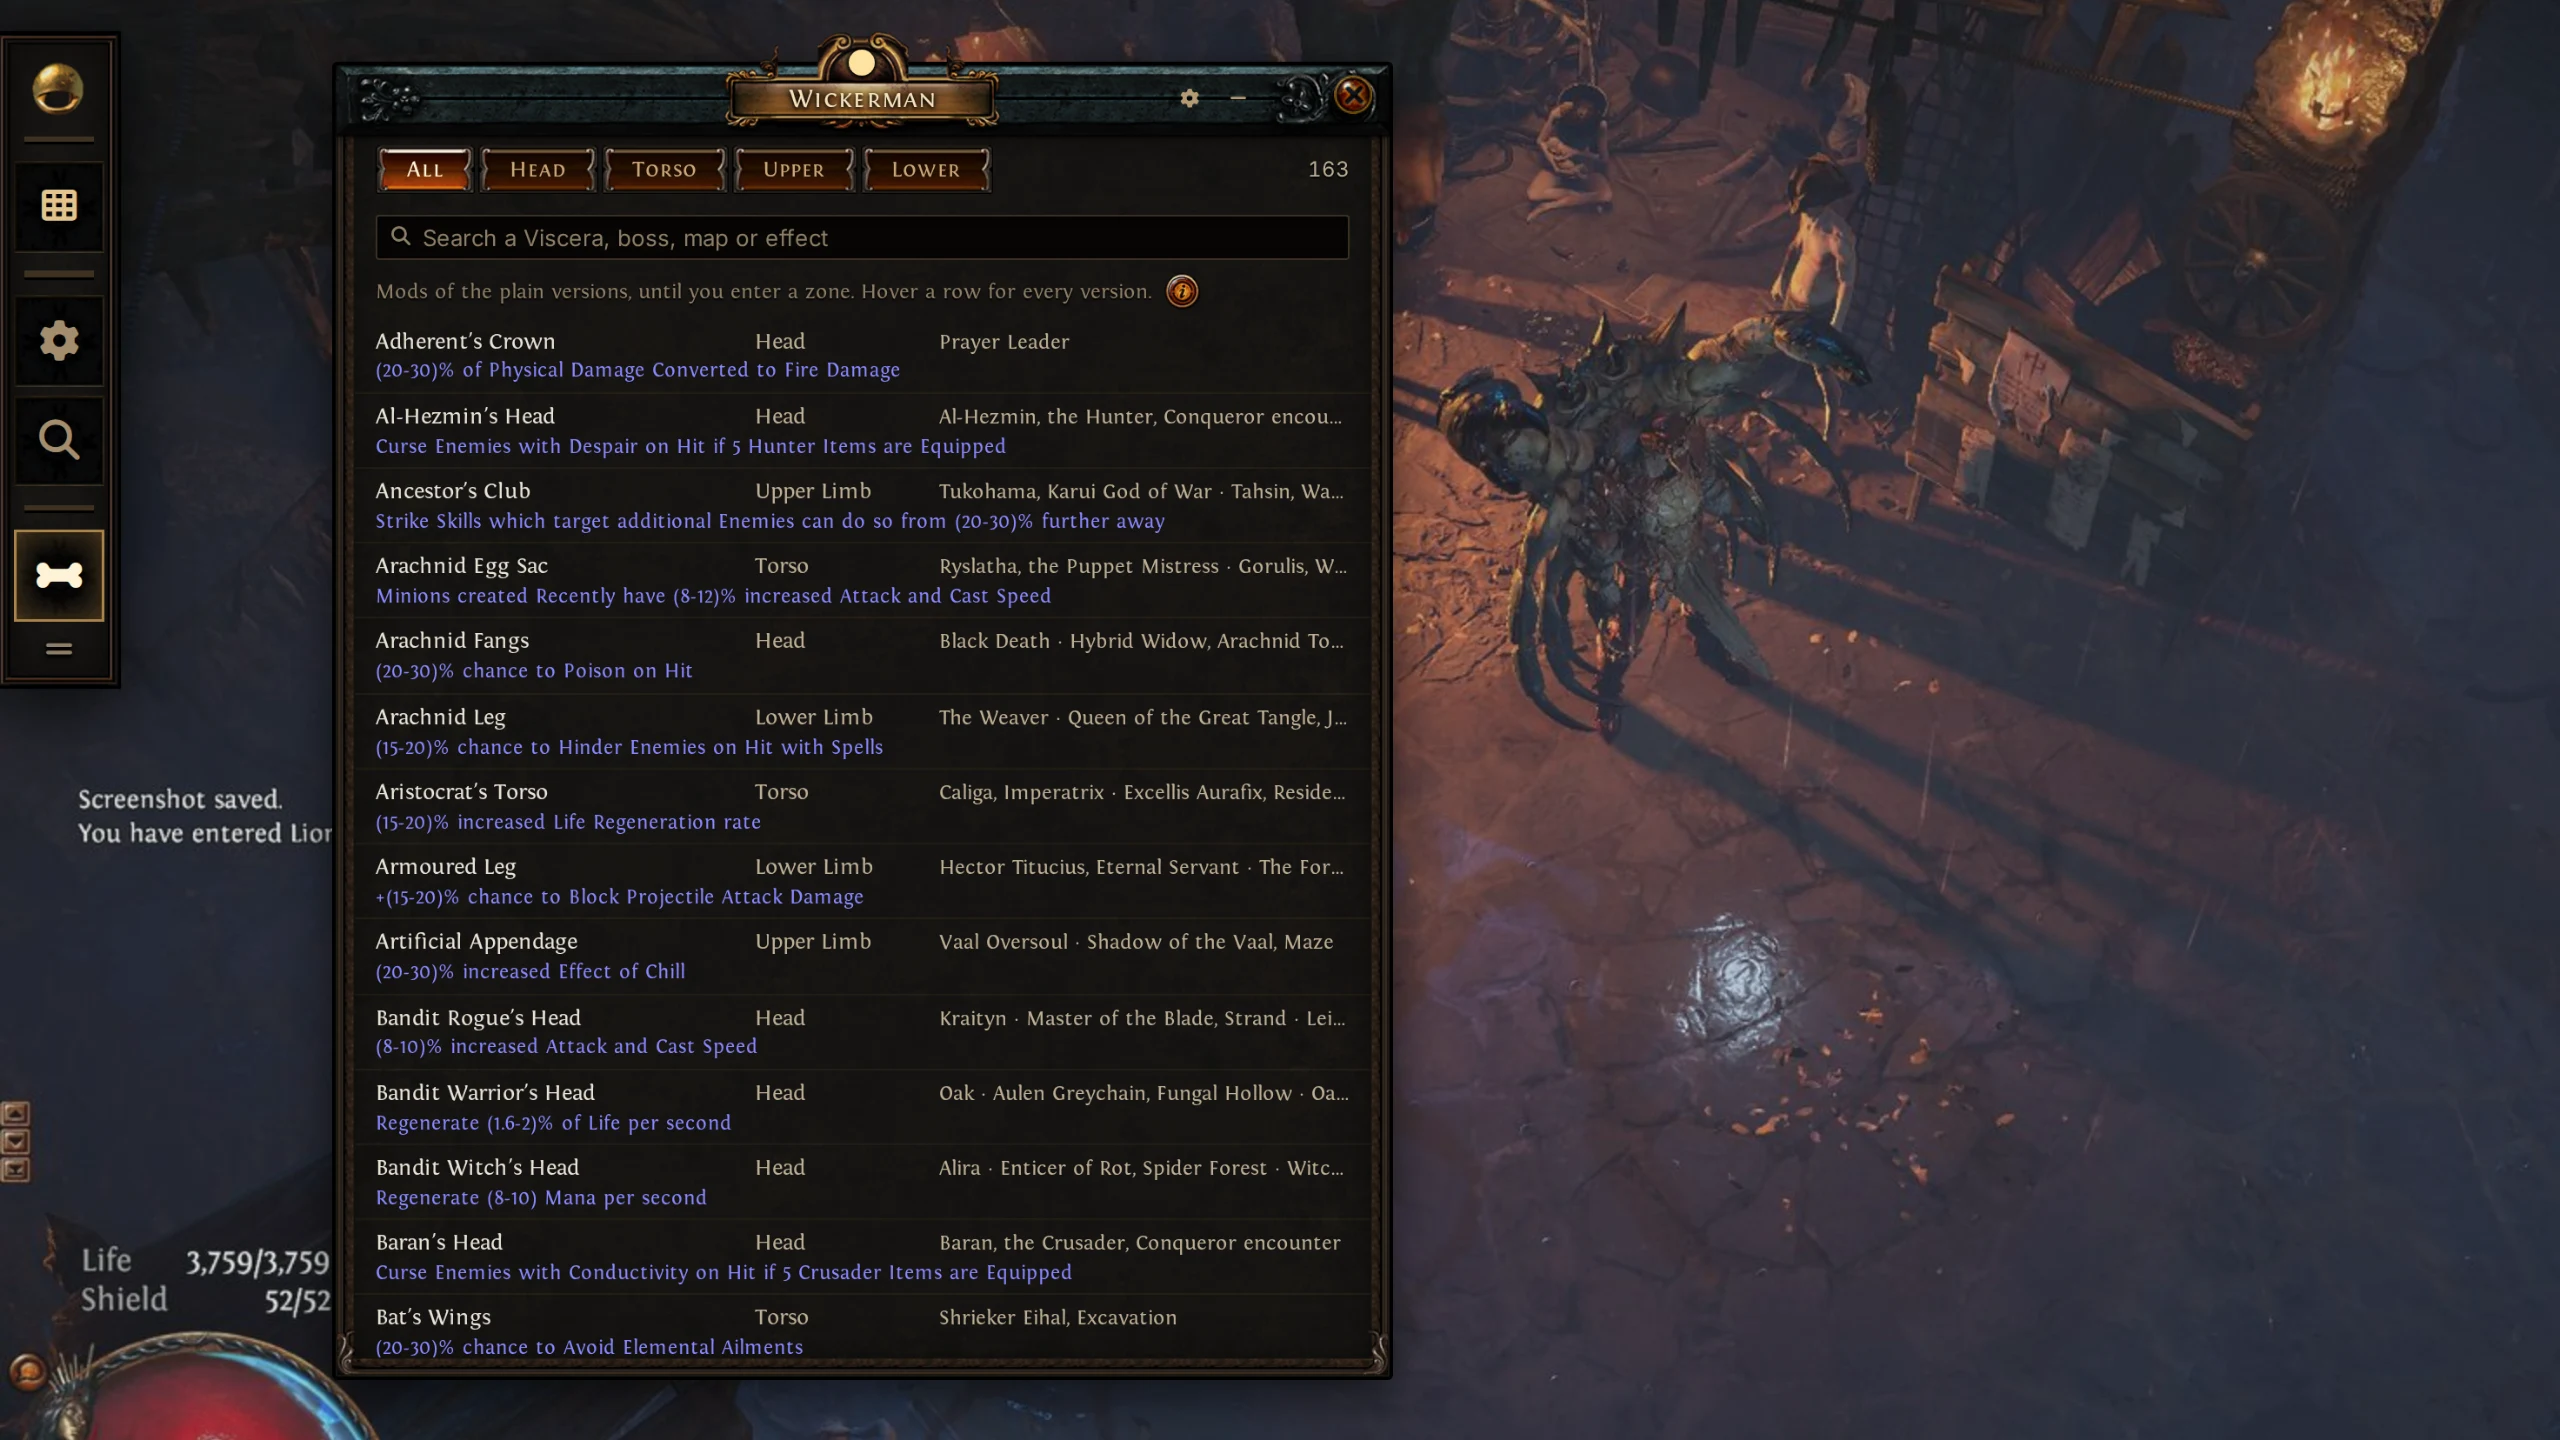 WICKERMAN
ALL HEAD TORSO UPPER LOWER 163
Search a Viscera, boss, map or effect
Mods of the plain versions, until you enter a zone. Hover a row for every version.
Adherent's Crown Head Prayer Leader
(20-30)% of Physical Damage Converted to Fire Damage
Al-Hezmin's Head Head Al-Hezmin, the Hunter, Conqueror encou...
Curse Enemies with Despair on Hit if 5 Hunter Items are Equipped
Ancestor's Club Upper Limb Tukohama, Karui God of War · Tahsin, Wa...
Strike Skills which target additional Enemies can do so from (20-30)% further away
Arachnid Egg Sac Torso Ryslatha, the Puppet Mistress · Gorulis, W...
Minions created Recently have (8-12)% increased Attack and Cast Speed
Arachnid Fangs Head Black Death · Hybrid Widow, Arachnid To...
(20-30)% chance to Poison on Hit
Arachnid Leg Lower Limb The Weaver · Queen of the Great Tangle, J...
(15-20)% chance to Hinder Enemies on Hit with Spells
Aristocrat's Torso Torso Caliga, Imperatrix · Excellis Aurafix, Reside...
(15-20)% increased Life Regeneration rate
Armoured Leg Lower Limb Hector Titucius, Eternal Servant · The For...
+(15-20)% chance to Block Projectile Attack Damage
Artificial Appendage Upper Limb Vaal Oversoul · Shadow of the Vaal, Maze
(20-30)% increased Effect of Chill
Bandit Rogue's Head Head Kraityn · Master of the Blade, Strand · Lei...
(8-10)% increased Attack and Cast Speed
Bandit Warrior's Head Head Oak · Aulen Greychain, Fungal Hollow · Oa...
Regenerate (1.6-2)% of Life per second
Bandit Witch's Head Head Alira · Enticer of Rot, Spider Forest · Witc...
Regenerate (8-10) Mana per second
Baran's Head Head Baran, the Crusader, Conqueror encounter
Curse Enemies with Conductivity on Hit if 5 Crusader Items are Equipped
Bat's Wings Torso Shrieker Eihal, Excavation
(20-30)% chance to Avoid Elemental Ailments
Screenshot saved.
You have entered Lion
Life 3,759/3,759
Shield 52/52